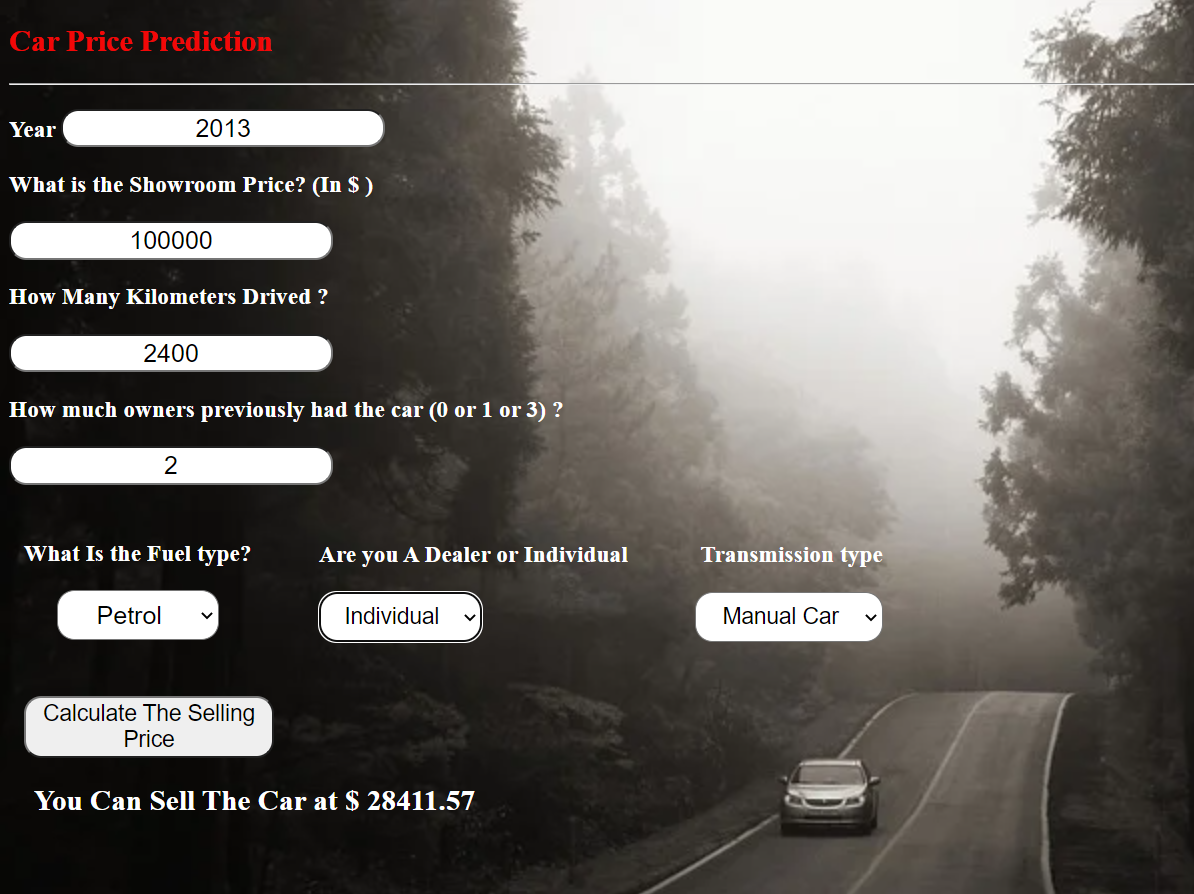 Car Price Prediction
Year 2013
What is the Showroom Price? (In $ )
100000
How Many Kilometers Drived ?
2400
How much owners previously had the car (0 or 1 or 3) ?
2
What Is the Fuel type? Are you A Dealer or Individual Transmission type
Petrol Individual Manual Car
Calculate The Selling
Price
You Can Sell The Car at $ 28411.57